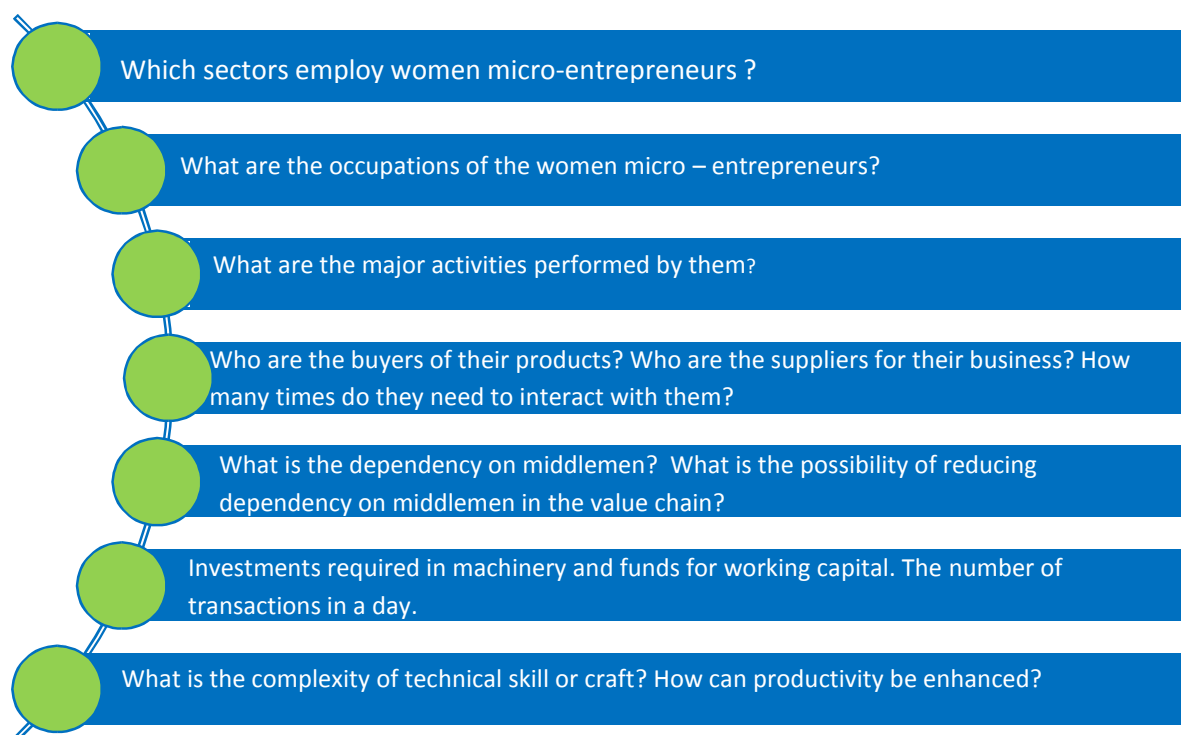 Which sectors employ women micro-entrepreneurs ?
What are the occupations of the women micro – entrepreneurs?
What are the major activities performed by them?
Who are the buyers of their products? Who are the suppliers for their business? How
many times do they need to interact with them?
What is the dependency on middlemen?  What is the possibility of reducing
dependency on middlemen in the value chain?
Investments required in machinery and funds for working capital. The number of
transactions in a day.
What is the complexity of technical skill or craft? How can productivity be enhanced?